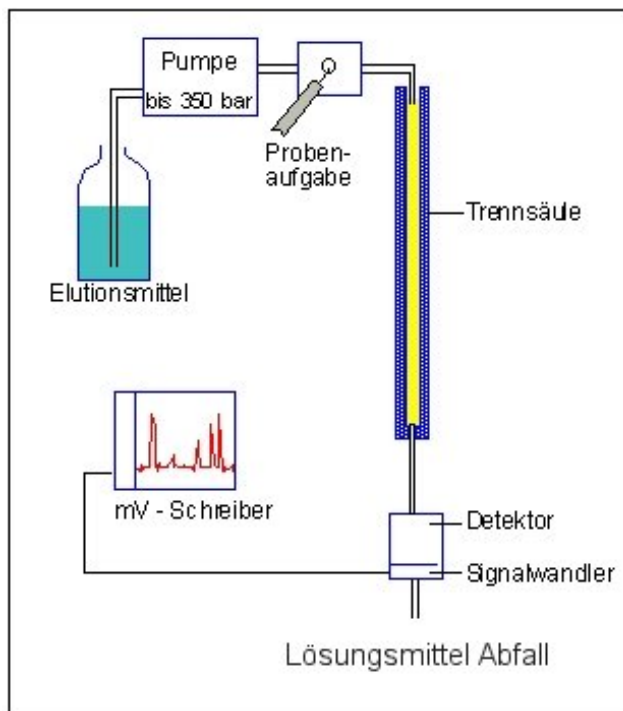 Pumpe
bis 350 bar
Proben-
aufgabe
Trennsäule
Elutionsmittel
mV - Schreiber
Detektor
Signalwandler
Lösungsmittel Abfall